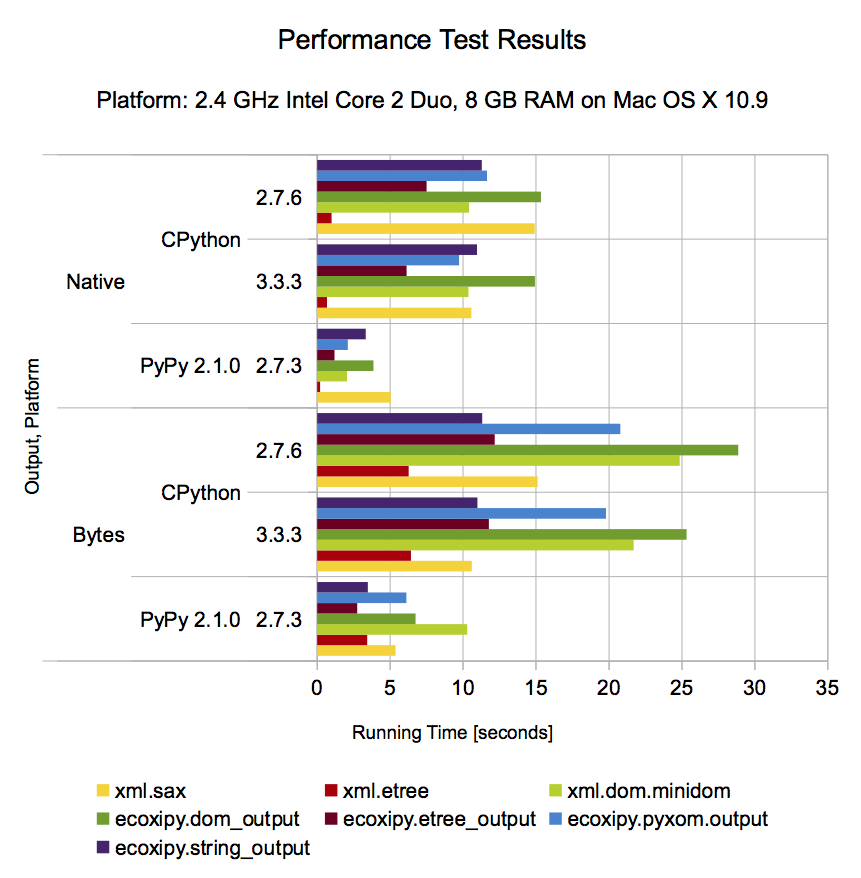 Performance Test Results
Platform: 2.4 GHz Intel Core 2 Duo, 8 GB RAM on Mac OS X 10.9
Output, Platform
Native
CPython
2.7.6
3.3.3
PyPy 2.1.0 2.7.3
Bytes
CPython
2.7.6
3.3.3
PyPy 2.1.0 2.7.3
0 5 10 15 20 25 30 35
Running Time [seconds]
xml.sax xml.etree xml.dom.minidom
ecoxipy.dom_output ecoxipy.etree_output ecoxipy.pyxom.output
ecoxipy.string_output